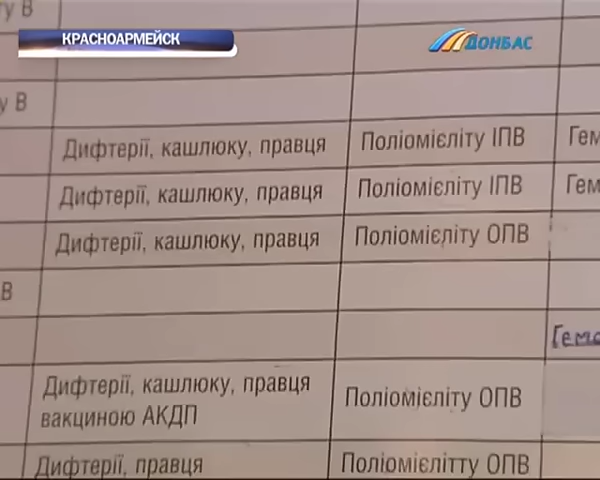 у В
КРАСНОАРМЕЙСК
ДОНБАС
у В
Дифтерії, кашлюку, правця
Поліомієліту ІПВ
Гем
Дифтерії, кашлюку, правця
Поліомієліту ІПВ
Гем
Дифтерії, кашлюку, правця
Поліомієліту ОПВ
В
Гемо
Дифтерії, кашлюку, правця
вакциною АКДП
Поліомієліту ОПВ
Дифтерії, правця
Поліомієлітту ОПВ